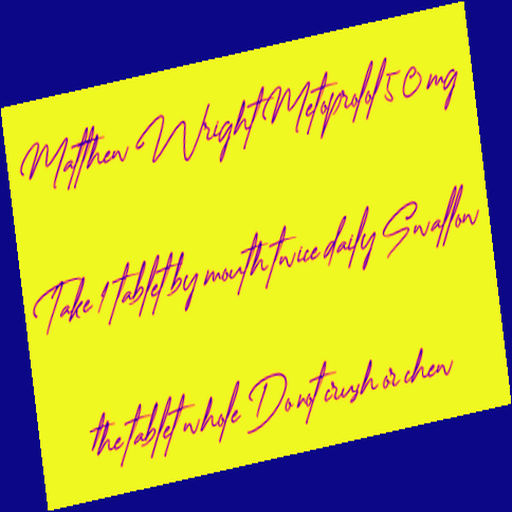 Matthew Wright Metoprolol 50 mg
Take 1 tablet by mouth twice daily Swallow
the tablet whole Do not crush or chew